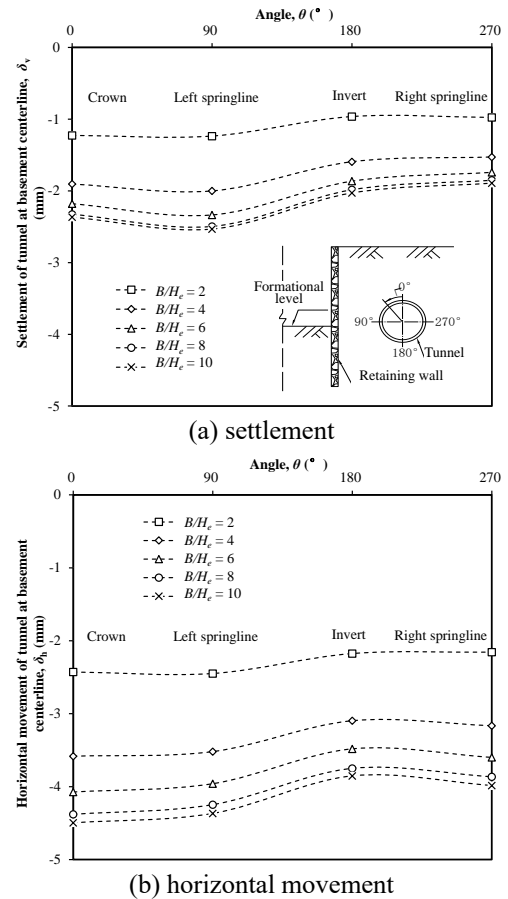 Angle, θ (°)
0 90 180 270
0
-1
-2
-3
-4
-5
Settlement of tunnel at basement centerline, δv
(mm)
Crown Left springline Invert Right springline
B/He = 2
B/He = 4
B/He = 6
B/He = 8
B/He = 10
Formational
level
0°
90° 270°
180°
Tunnel
Retaining wall
(a) settlement
Angle, θ (°)
0 90 180 270
0
-1
-2
-3
-4
-5
Horizontal movement of tunnel at basement
centerline, δh (mm)
B/He = 2
B/He = 4
B/He = 6
B/He = 8
B/He = 10
Crown Left springline Invert Right springline
(b) horizontal movement